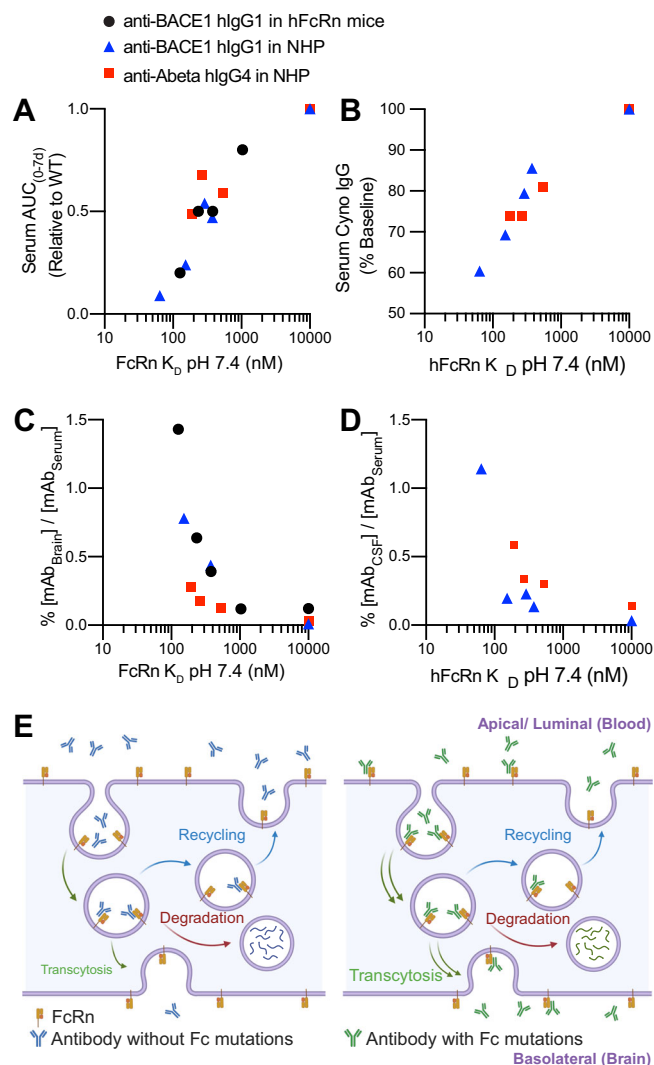 anti-BACE1 hIgG1 in hFcRn mice
anti-BACE1 hIgG1 in NHP
anti-Abeta hIgG4 in NHP
A
Serum AUC(0-7d)
(Relative to WT)
1.0
0.5
0.0
10 100 1000 10000
FcRn KD pH 7.4 (nM)
B
Serum Cyno IgG
(% Baseline)
100
90
80
70
60
50
10 100 1000 10000
hFcRn K D pH 7.4 (nM)
C
% [mAbBrain] / [mAbSerum]
1.5
1.0
0.5
0.0
10 100 1000 10000
FcRn KD pH 7.4 (nM)
D
% [mAbCSF] / [mAbSerum]
1.5
1.0
0.5
0.0
10 100 1000 10000
hFcRn K D pH 7.4 (nM)
E
Apical/ Luminal (Blood)
Recycling
Degradation
Transcytosis
Recycling
Degradation
Transcytosis
FcRn
Antibody without Fc mutations
Antibody with Fc mutations
Basolateral (Brain)